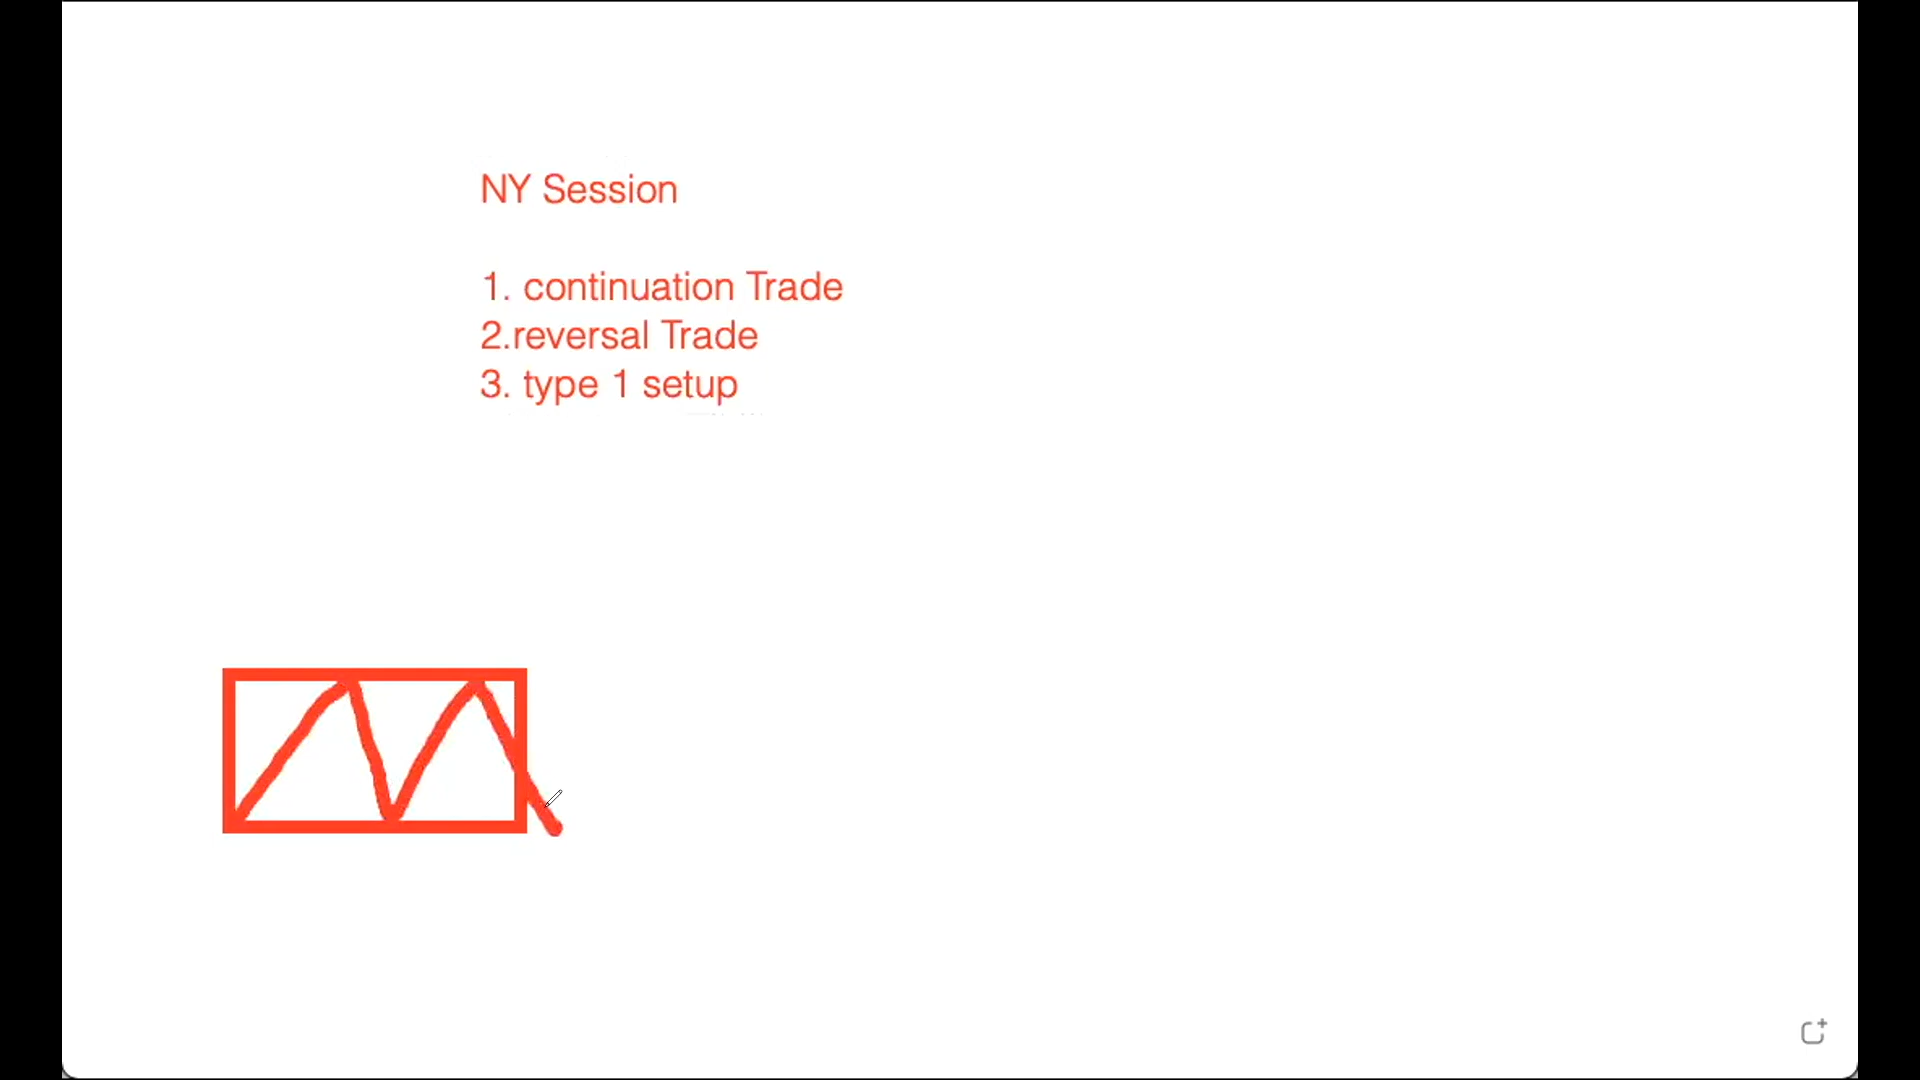 NY Session
1. continuation Trade
2.reversal Trade
3. type 1 setup